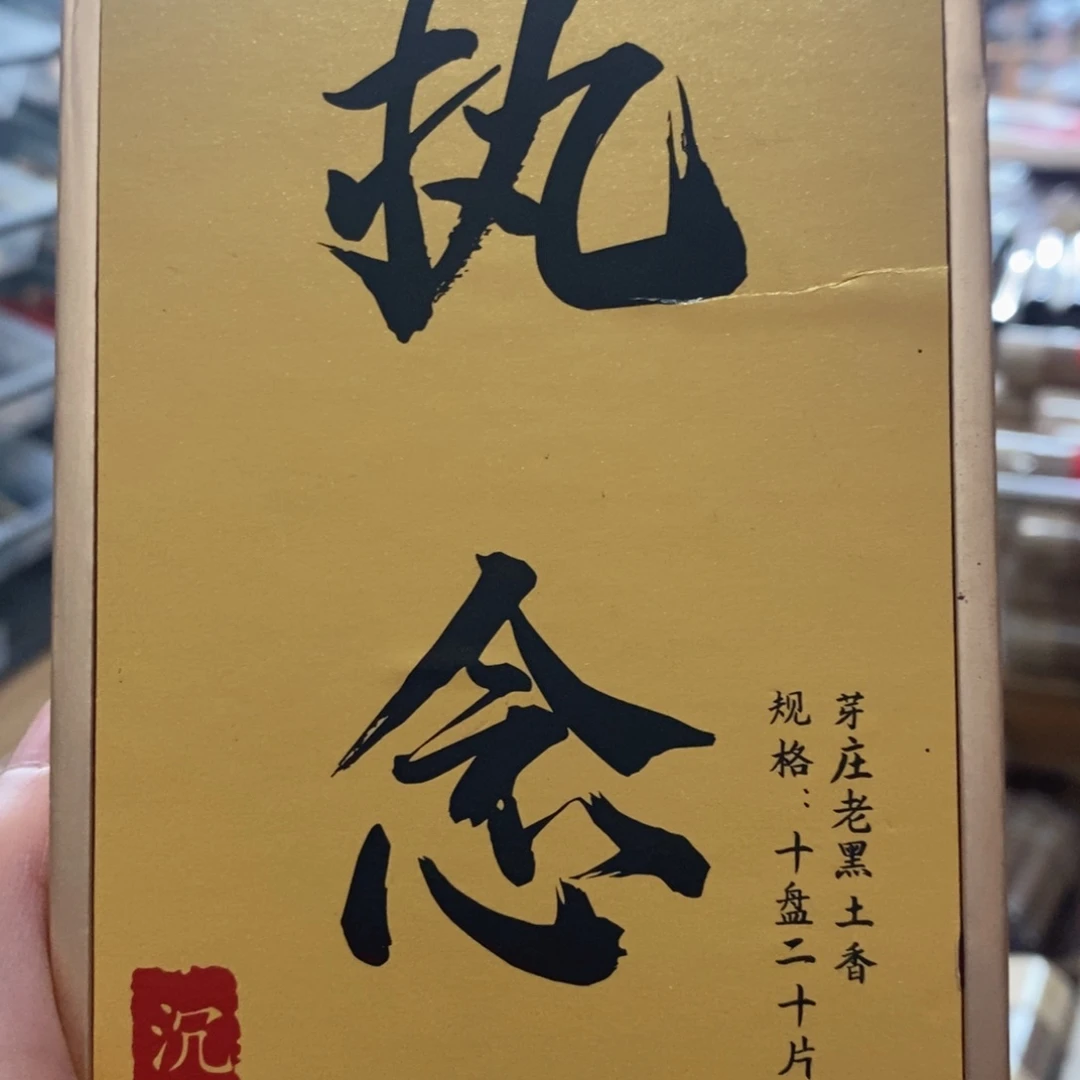 执念
芽庄老黑土香
规格：十盘二十片
沉